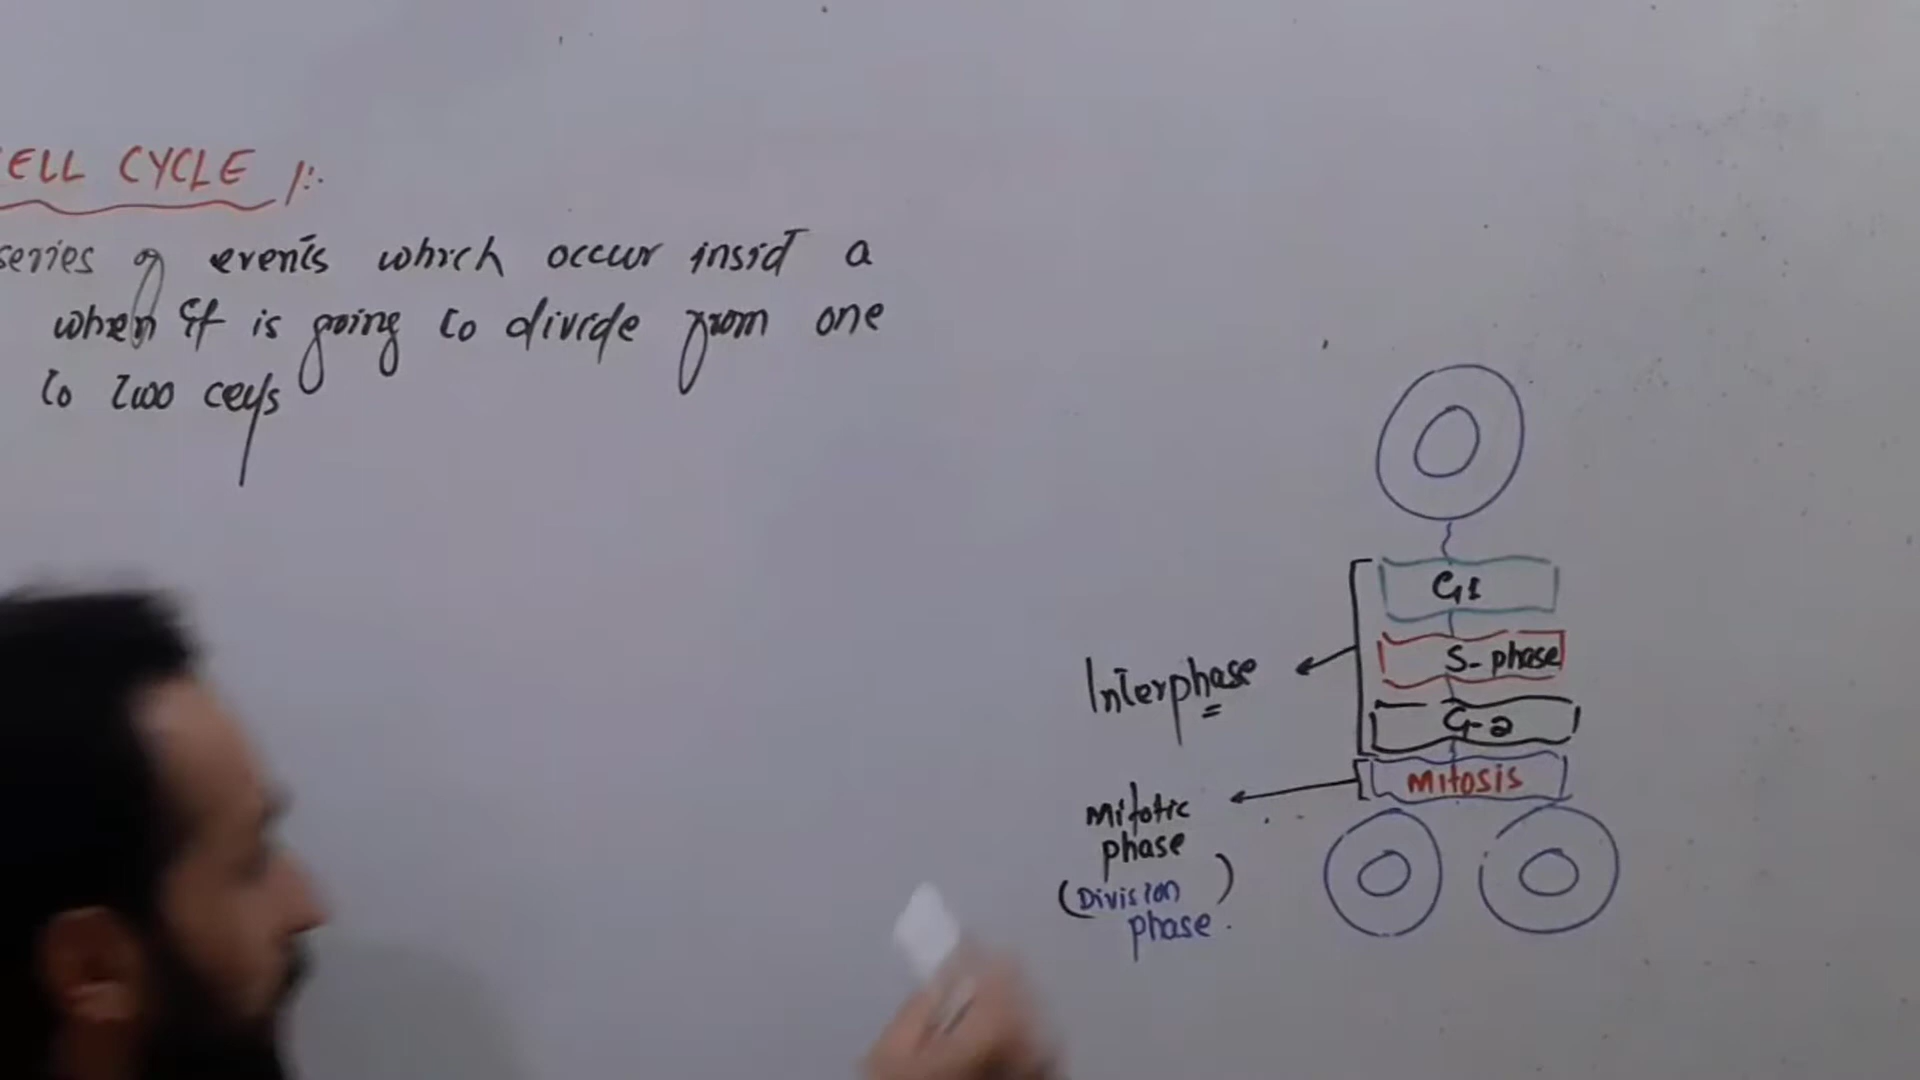 ELL CYCLE /:-
series of events which occur insid a
when it is going to divide from one
to two cells
G1
S-phase
Interphase
G-2
Mitosis
Mitotic
phase
(Division)
phase.